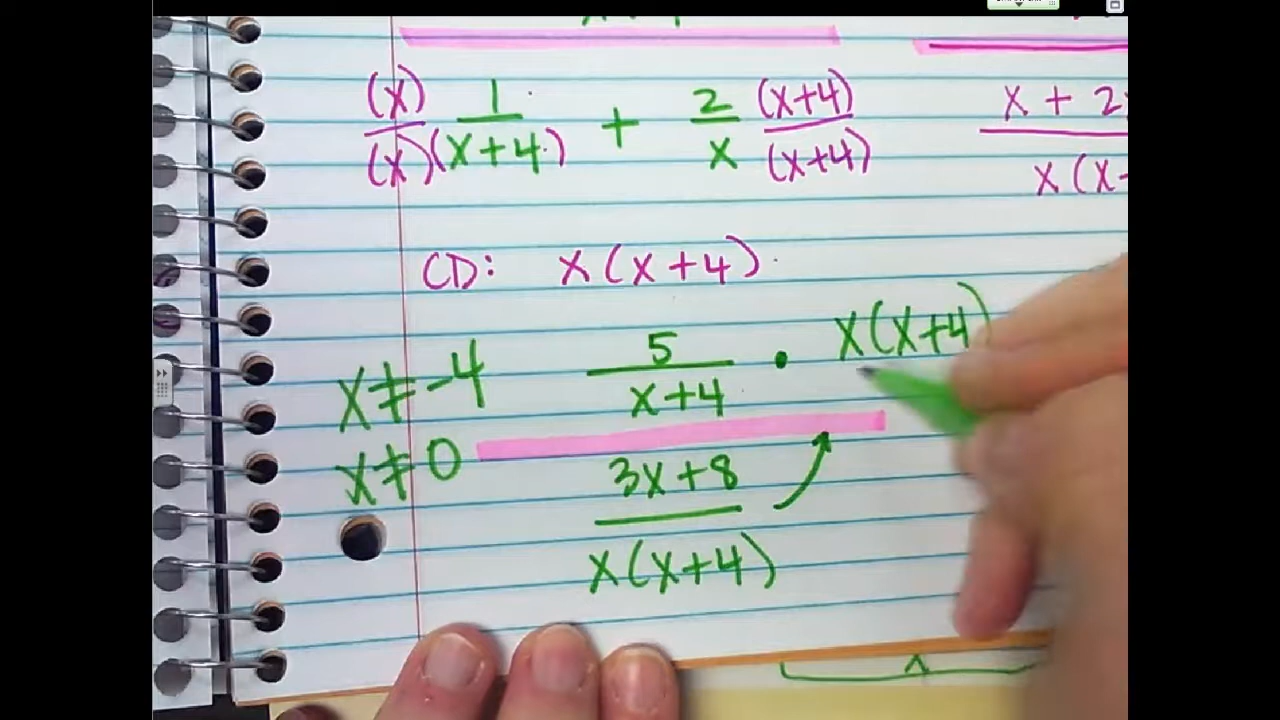 (x) 1 + 2 (x+4)
(x) (x+4) x (x+4)
x + 2
x(x
CD: x(x+4)
x≠-4
x≠0
5 · x(x+4)
x+4
3x+8
x(x+4)